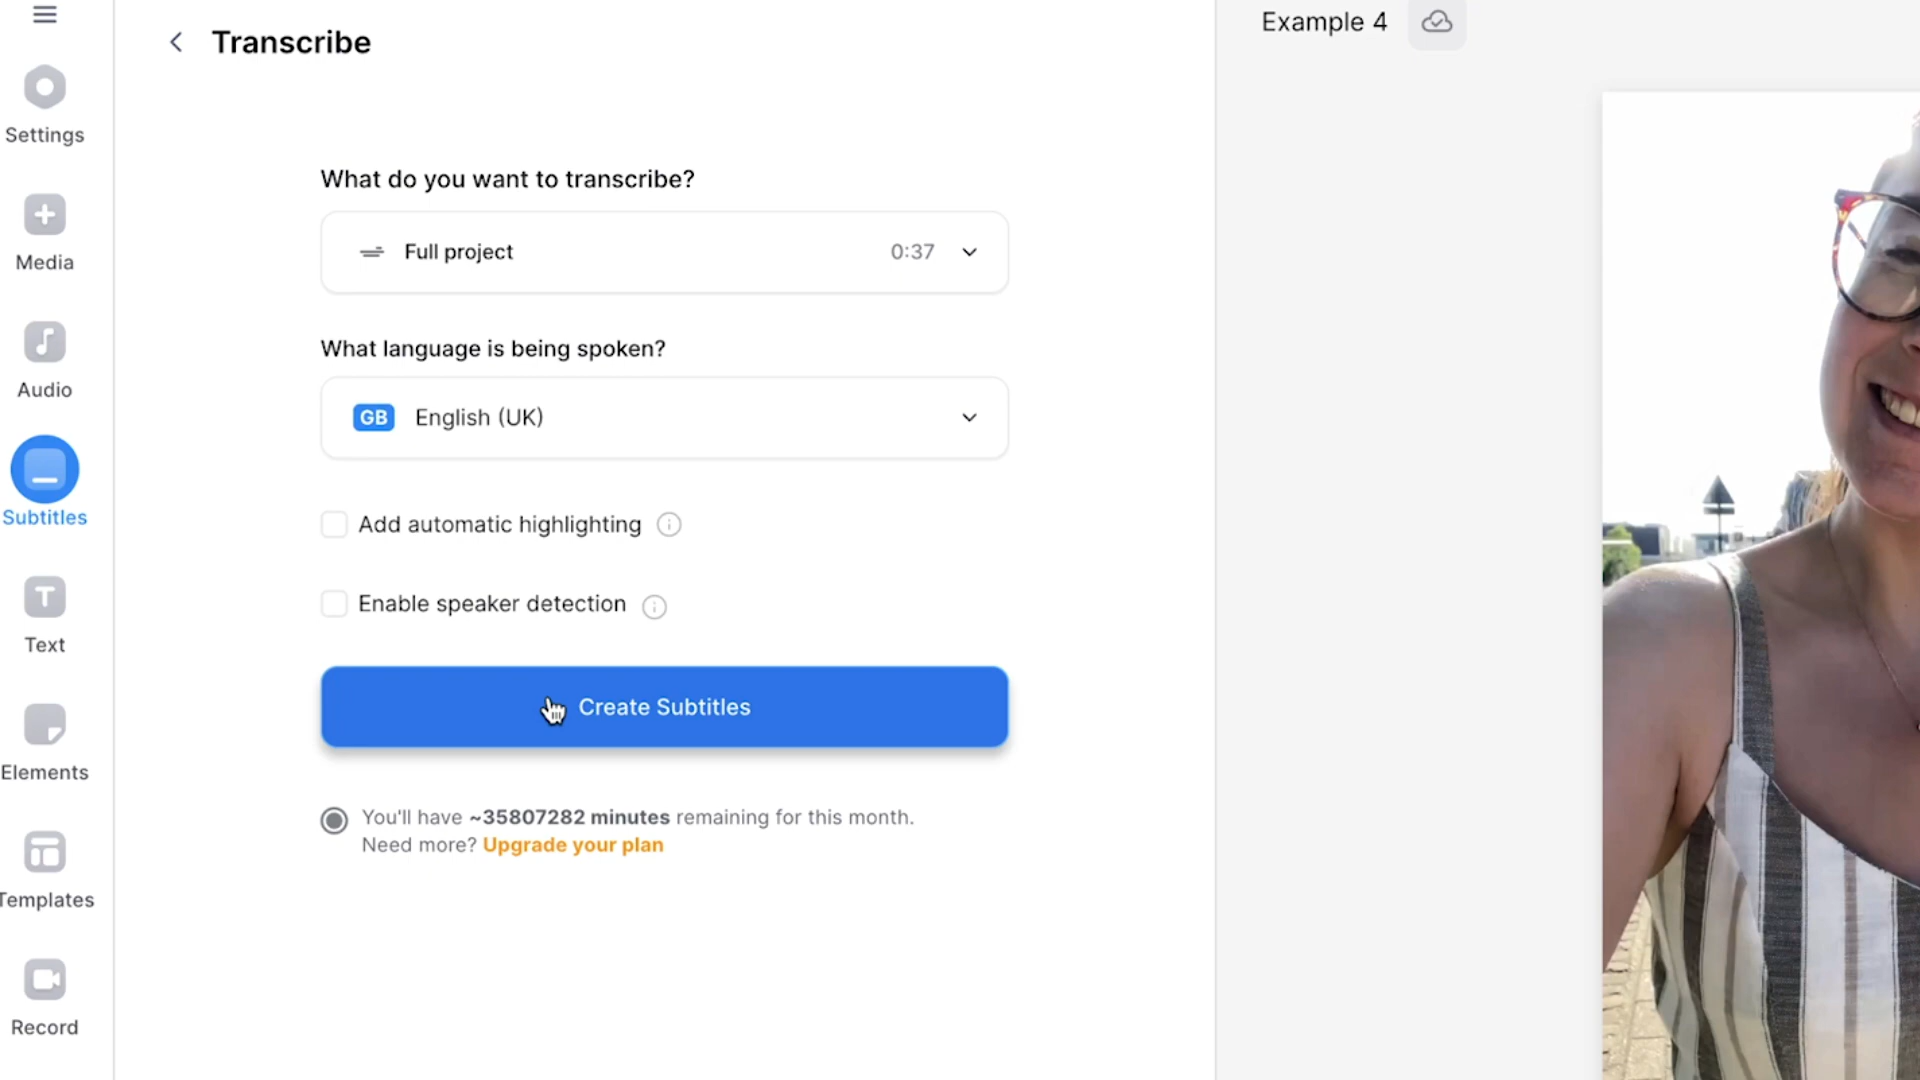 Transcribe
Example 4
Settings
Media
Audio
Subtitles
Text
Elements
Templates
Record
What do you want to transcribe?
Full project 0:37
What language is being spoken?
GB English (UK)
Add automatic highlighting
Enable speaker detection
Create Subtitles
You'll have ~35807282 minutes remaining for this month.
Need more? Upgrade your plan